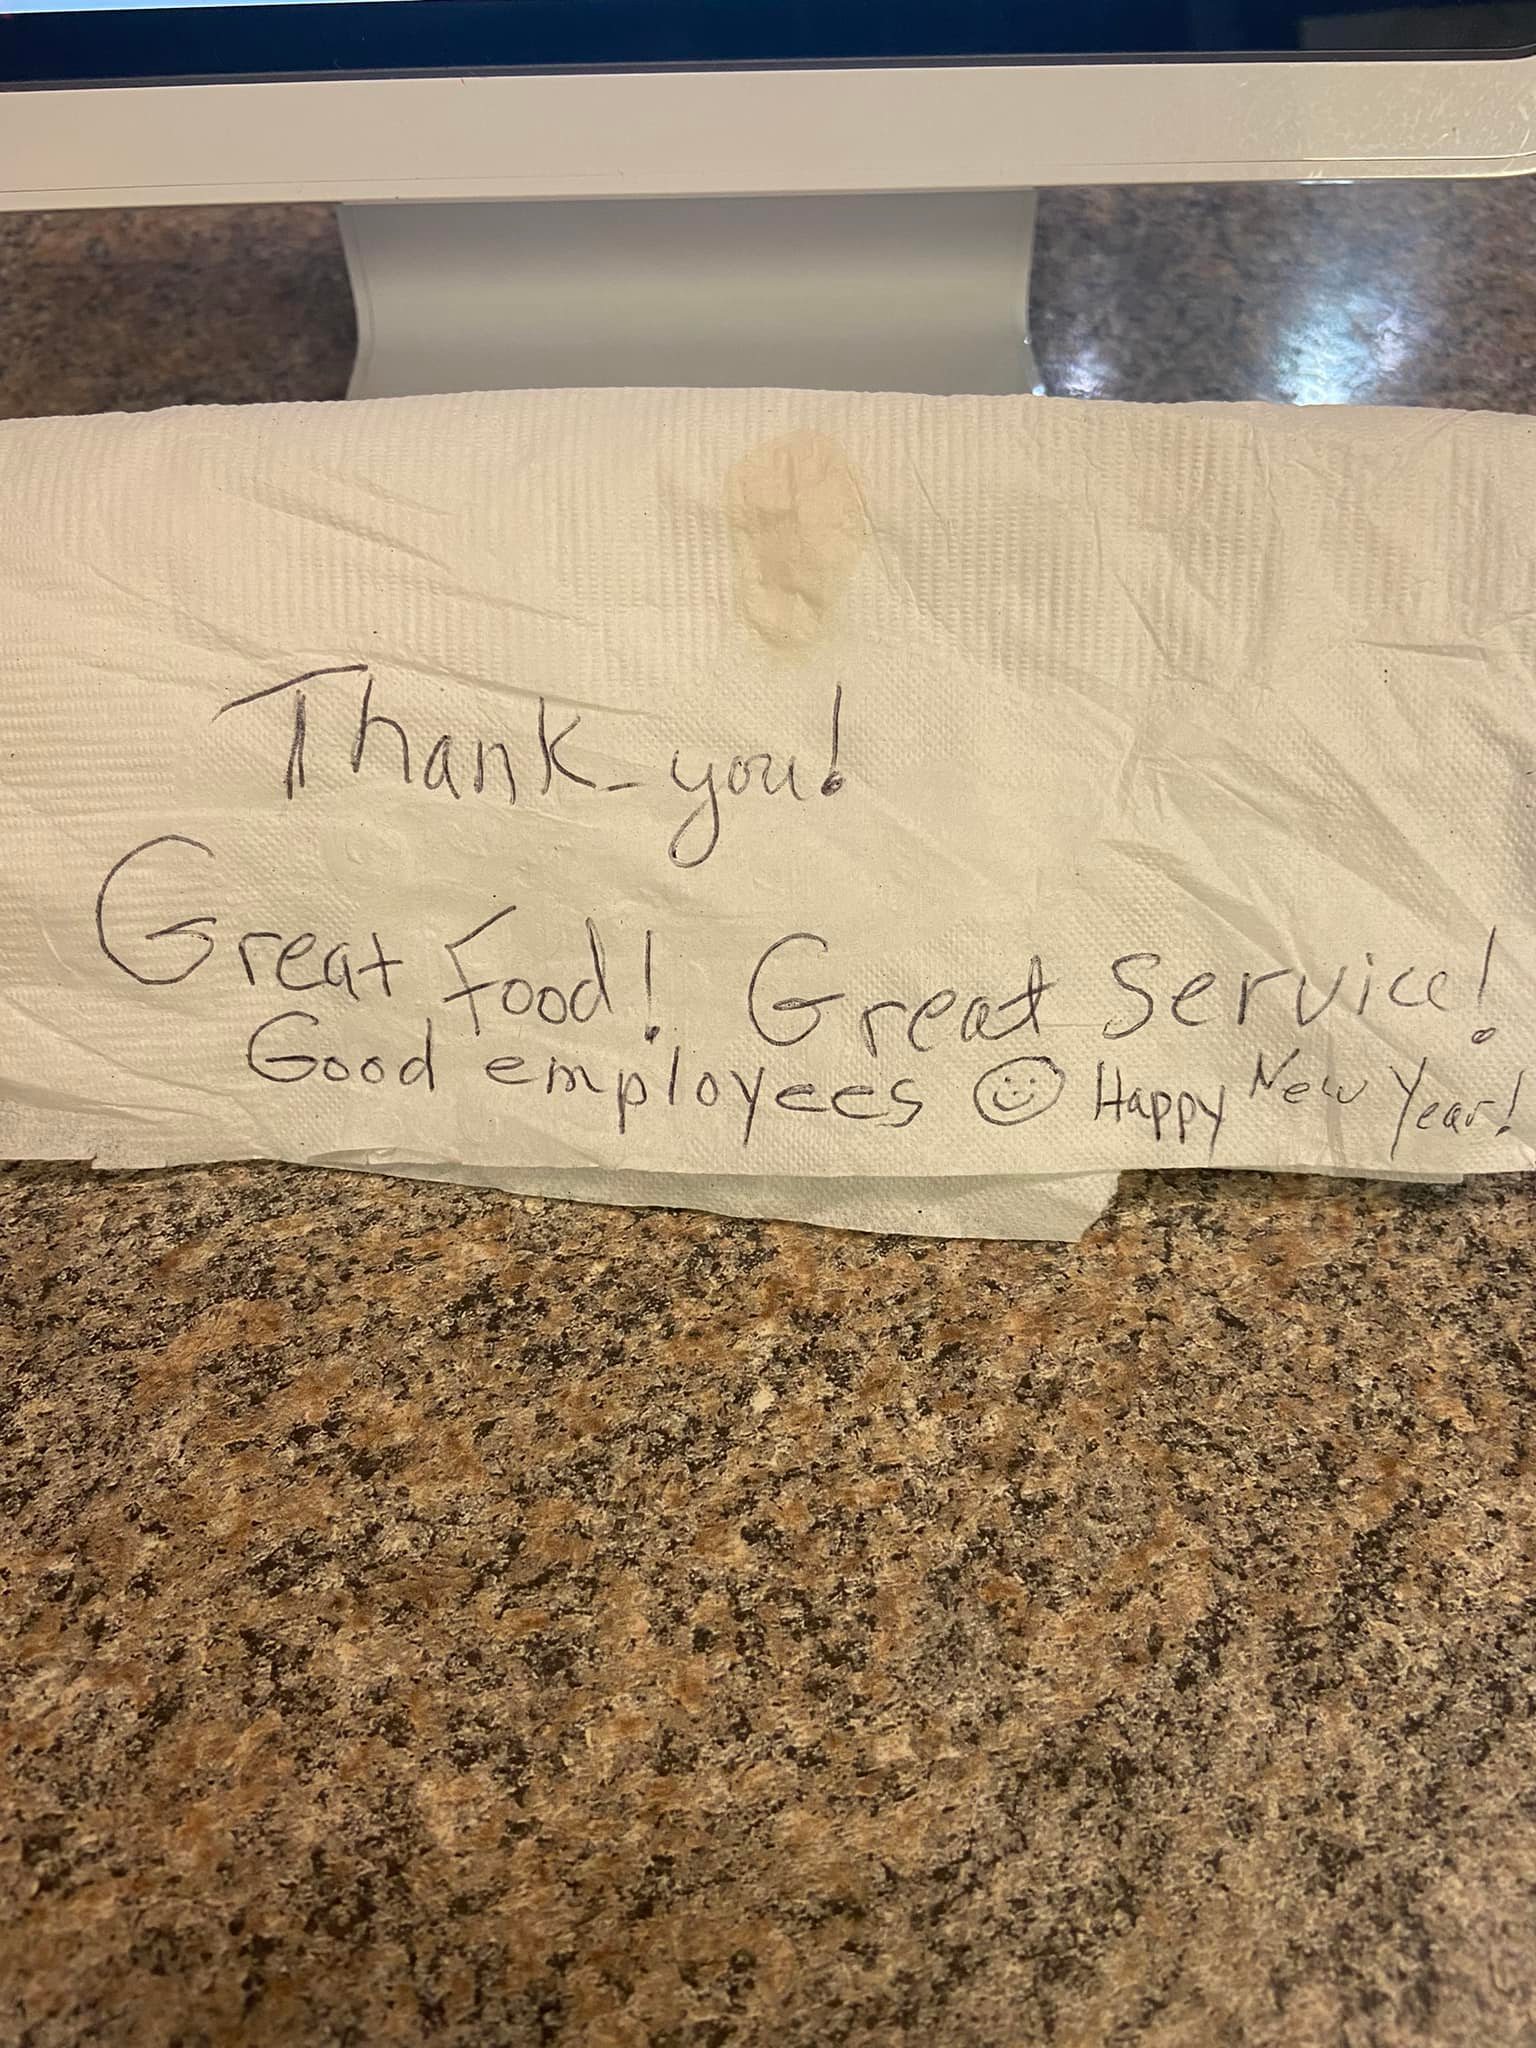 Thank-you!
Great Food! Great Service!
Good employees ☺ Happy New Year!